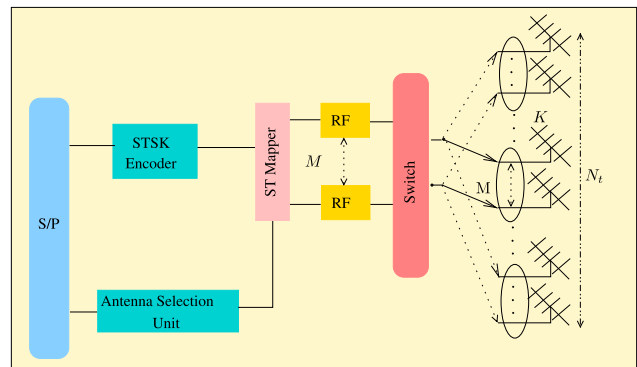 S/P
STSK
Encoder
Antenna Selection
Unit
ST Mapper
RF
M
RF
Switch
K
M
N_t